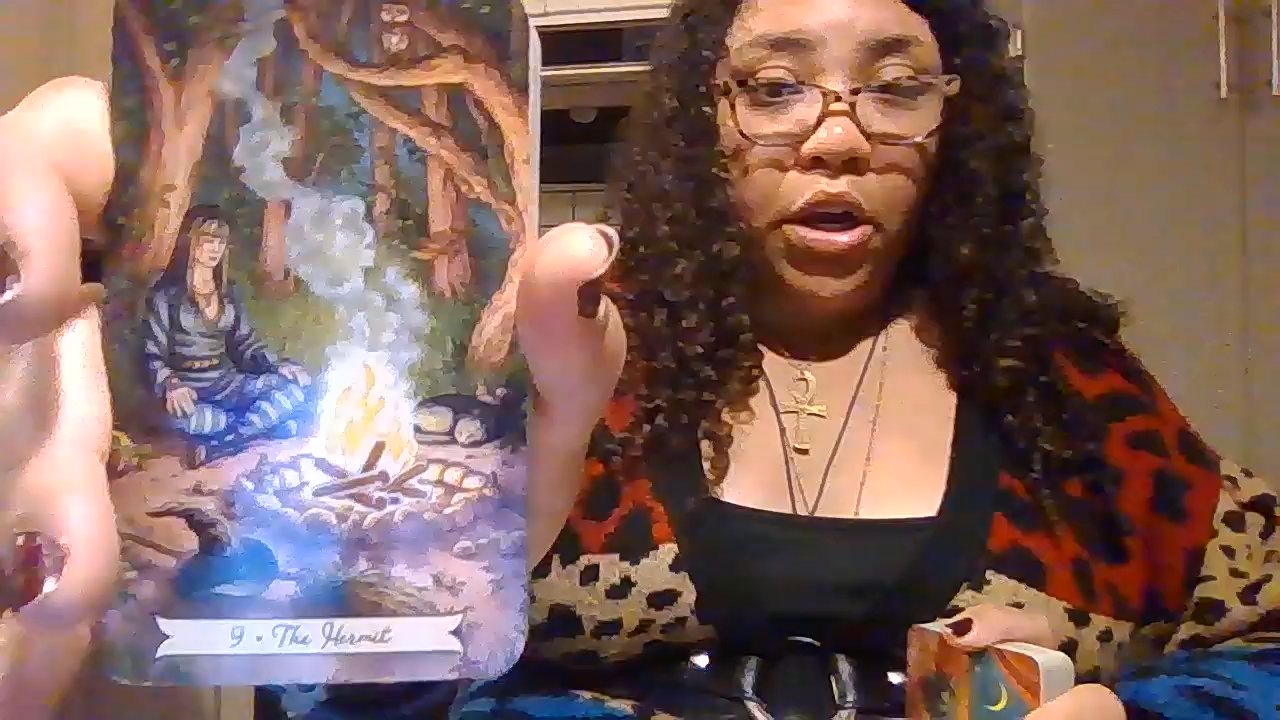 9 • The Hermit